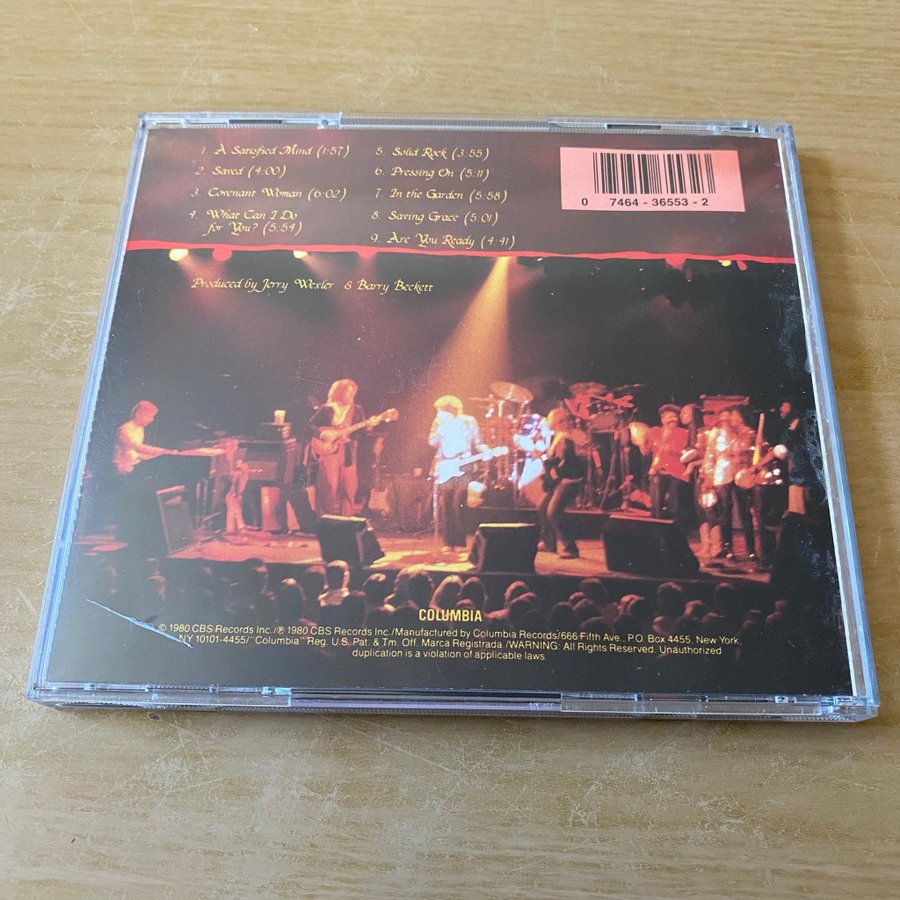 1. A Satisfied Mind (1:57)
2. Saved (4:00)
3. Covenant Woman (6:02)
4. What Can I Do
for You? (5:54)
5. Solid Rock (3:55)
6. Pressing On (5:11)
7. In the Garden (5:58)
8. Saving Grace (5:01)
9. Are You Ready (4:41)
0 7464-36553-2
Produced by Jerry Wexler & Barry Beckett
COLUMBIA
© 1980 CBS Records Inc./℗ 1980 CBS Records Inc./Manufactured by Columbia Records/666 Fifth Ave., P.O. Box 4455, New York,
NY 10101-4455/"Columbia" Reg. U.S. Pat. & Tm. Off. Marca Registrada./WARNING: All Rights Reserved. Unauthorized
duplication is a violation of applicable laws.